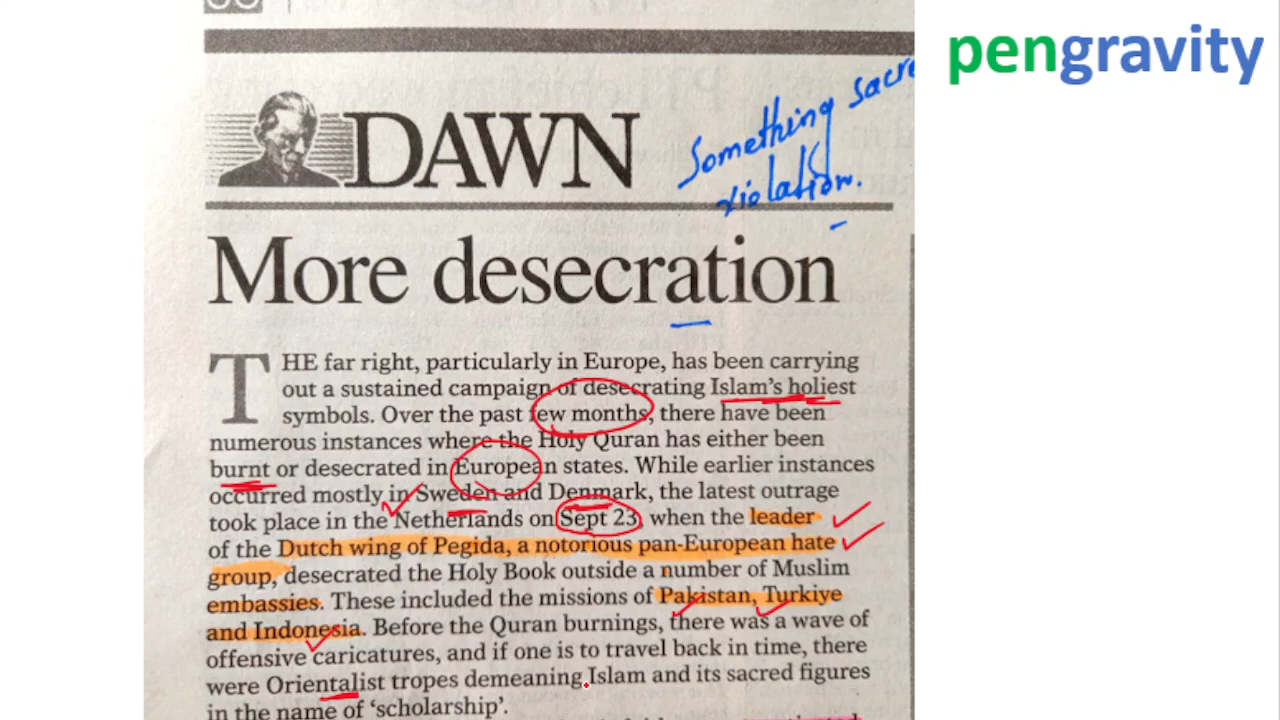 pengravity
DAWN
Something
violation.
More desecration
THE far right, particularly in Europe, has been carrying
out a sustained campaign of desecrating Islam's holiest
symbols. Over the past few months, there have been
numerous instances where the Holy Quran has either been
burnt or desecrated in European states. While earlier instances
occurred mostly in Sweden and Denmark, the latest outrage
took place in the Netherlands on Sept 23, when the leader
of the Dutch wing of Pegida, a notorious pan-European hate
group, desecrated the Holy Book outside a number of Muslim
embassies. These included the missions of Pakistan, Turkiye
and Indonesia. Before the Quran burnings, there was a wave of
offensive caricatures, and if one is to travel back in time, there
were Orientalist tropes demeaning Islam and its sacred figures
in the name of 'scholarship'.